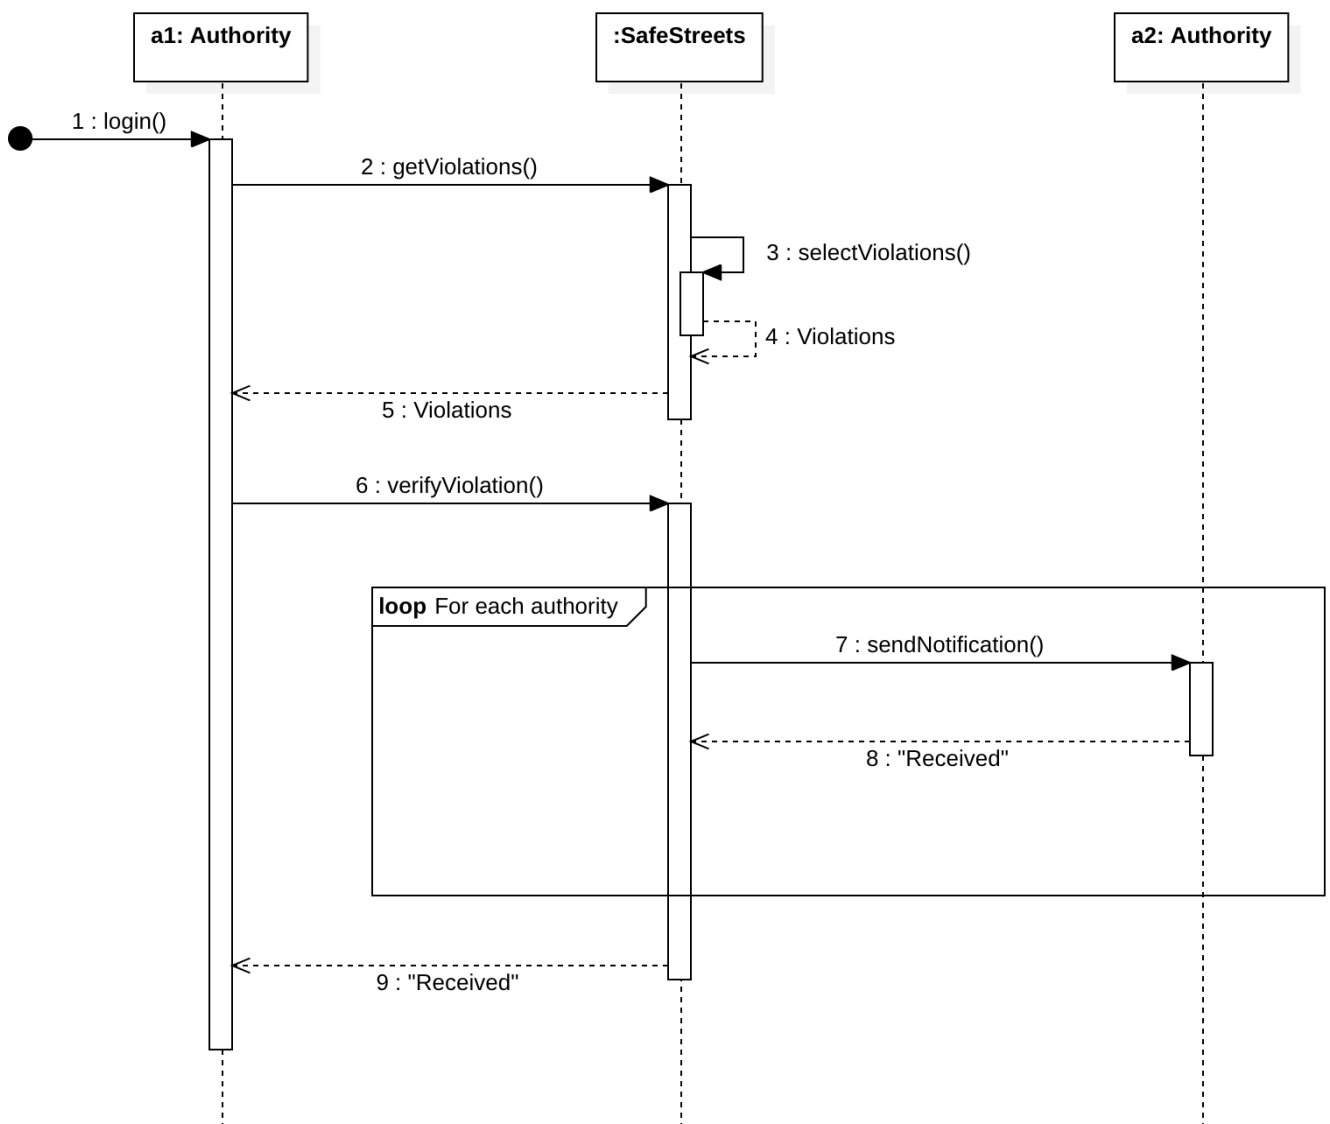 a1: Authority
:SafeStreets
a2: Authority
1 : login()
2 : getViolations()
3 : selectViolations()
4 : Violations
5 : Violations
6 : verifyViolation()
loop For each authority
7 : sendNotification()
8 : "Received"
9 : "Received"